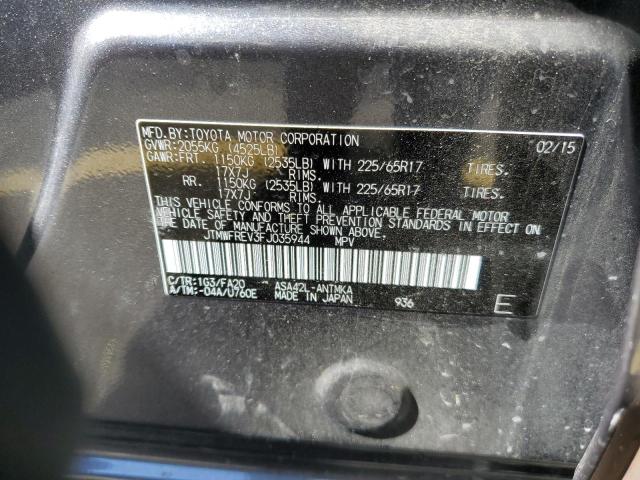 MFD.BY:TOYOTA MOTOR CORPORATION 02/15
GVWR:2055KG (4525LB)
GAWR:FRT. 1150KG (2535LB) WITH 225/65R17 TIRES.
17X7J RIMS.
RR. 1150KG (2535LB) WITH 225/65R17 TIRES.
17X7J RIMS.
THIS VEHICLE CONFORMS TO ALL APPLICABLE FEDERAL MOTOR
VEHICLE SAFETY AND THEFT PREVENTION STANDARDS IN EFFECT ON
THE DATE OF MANUFACTURE SHOWN ABOVE.
JTMWFREV3FJ035944 MPV
C/TR:1G3/FA20 ASA42L-ANTMKA
A/TM:-04A/U760E MADE IN JAPAN 936 E